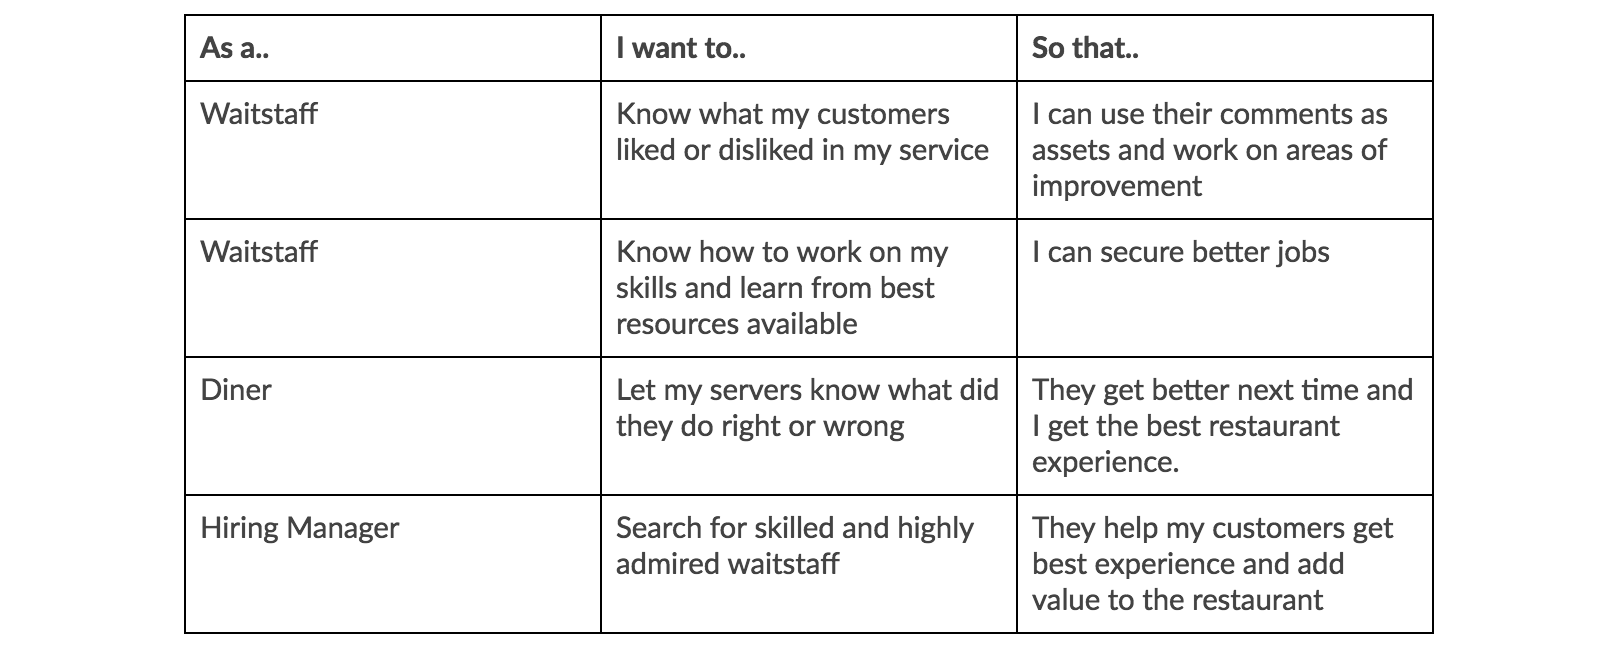 As a..
I want to..
So that..
Waitstaff
Know what my customers
liked or disliked in my service
I can use their comments as
assets and work on areas of
improvement
Waitstaff
Know how to work on my
skills and learn from best
resources available
I can secure better jobs
Diner
Let my servers know what did
they do right or wrong
They get better next time and
I get the best restaurant
experience.
Hiring Manager
Search for skilled and highly
admired waitstaff
They help my customers get
best experience and add
value to the restaurant